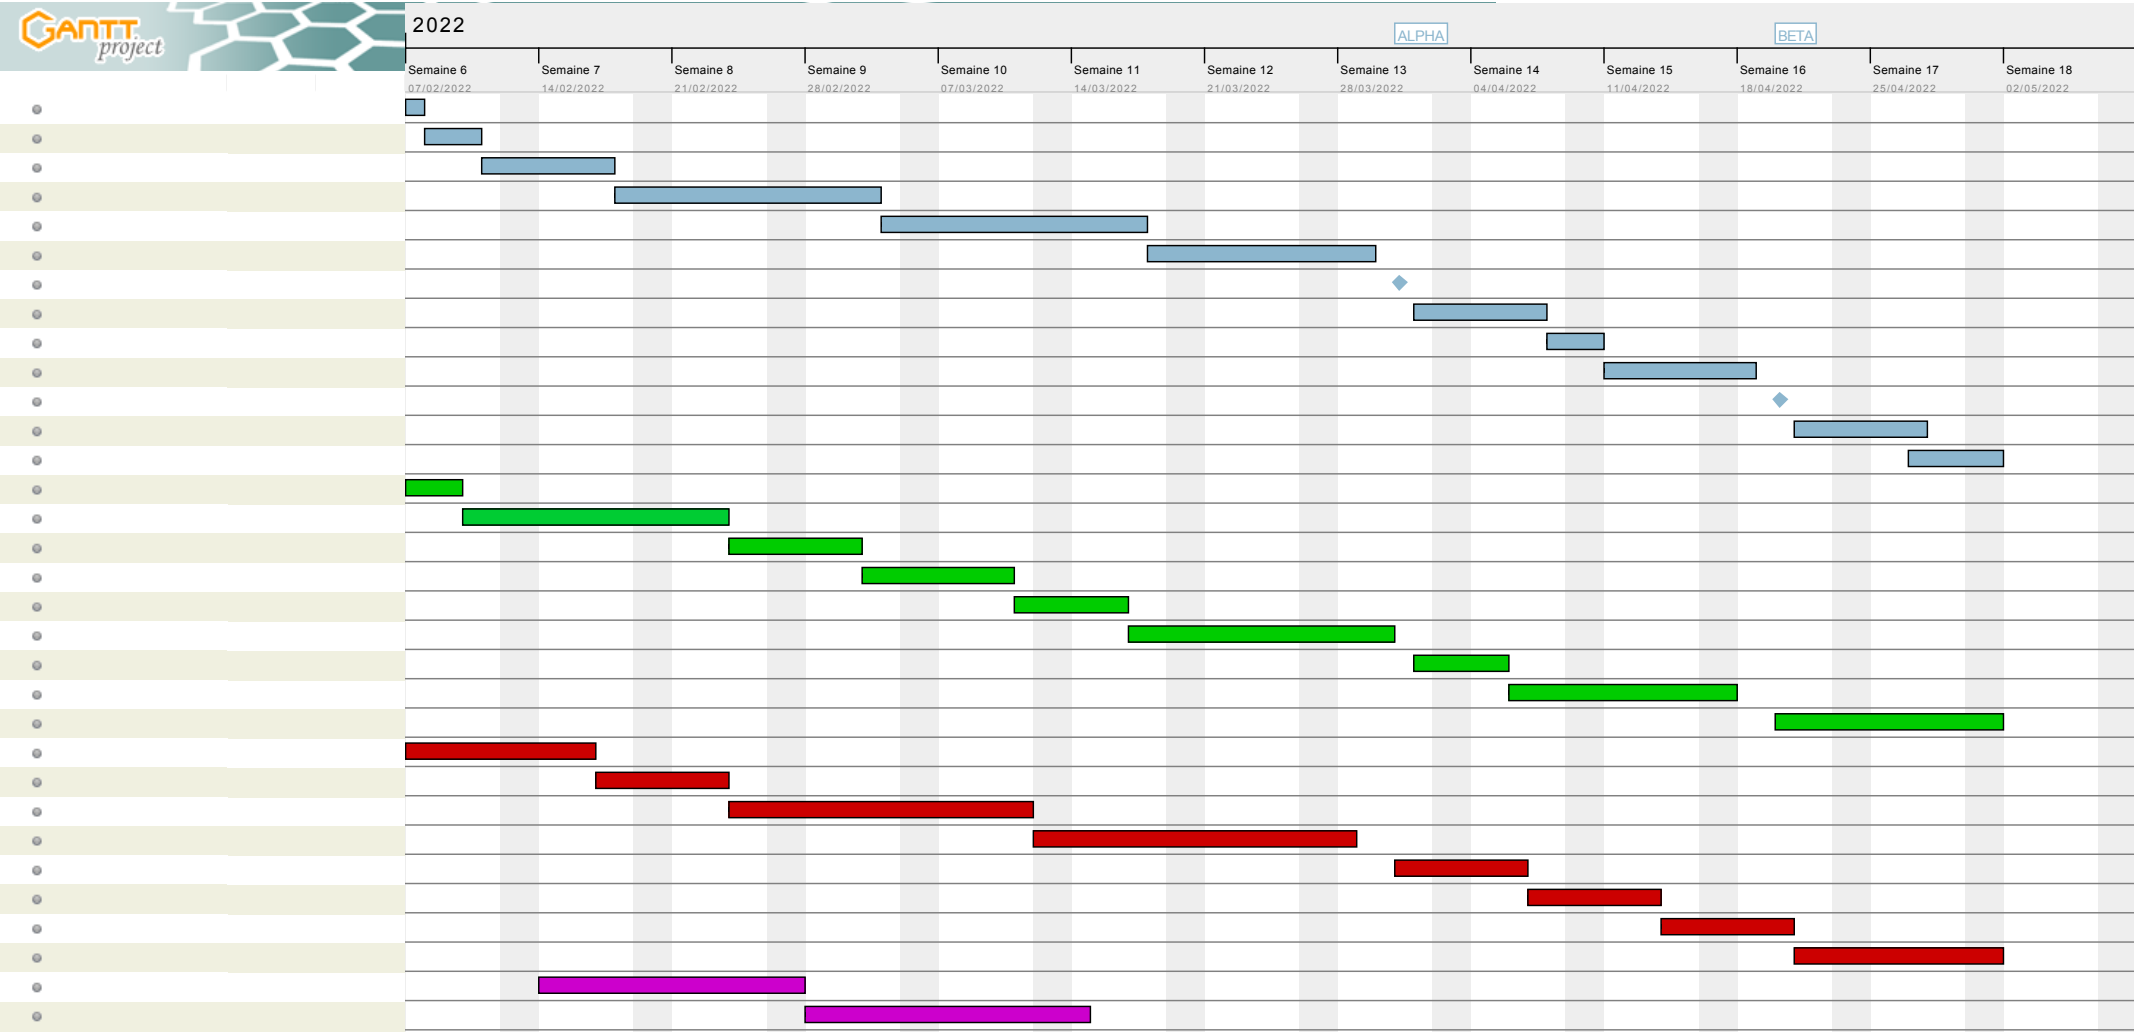 GANTT
project
2022
ALPHA
BETA
Semaine 6
Semaine 7
Semaine 8
Semaine 9
Semaine 10
Semaine 11
Semaine 12
Semaine 13
Semaine 14
Semaine 15
Semaine 16
Semaine 17
Semaine 18
07/02/2022
14/02/2022
21/02/2022
28/02/2022
07/03/2022
14/03/2022
21/03/2022
28/03/2022
04/04/2022
11/04/2022
18/04/2022
25/04/2022
02/05/2022